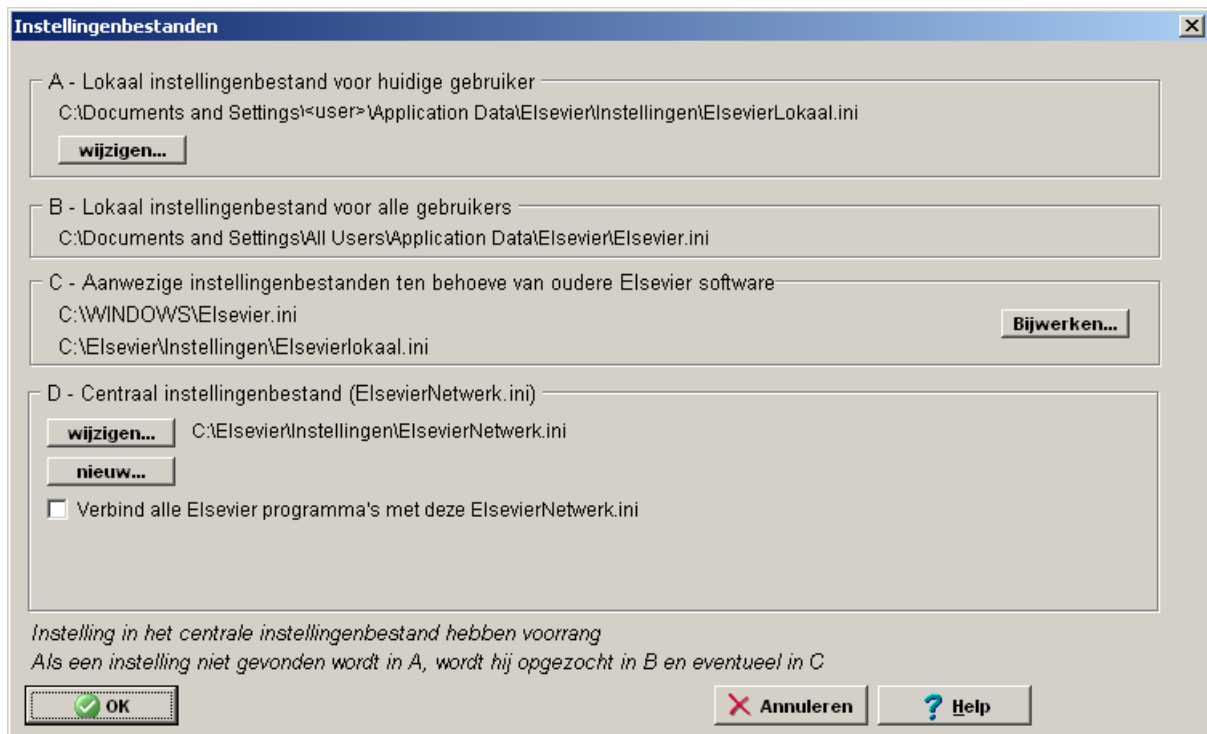 Instellingenbestanden
A - Lokaal instellingenbestand voor huidige gebruiker
C:\Documents and Settings\<user>\Application Data\Elsevier\Instellingen\ElsevierLokaal.ini
wijzigen...
B - Lokaal instellingenbestand voor alle gebruikers
C:\Documents and Settings\All Users\Application Data\Elsevier\Elsevier.ini
C - Aanwezige instellingenbestanden ten behoeve van oudere Elsevier software
C:\WINDOWS\Elsevier.ini
Bijwerken...
C:\Elsevier\Instellingen\Elsevierlokaal.ini
D - Centraal instellingenbestand (ElsevierNetwerk.ini)
wijzigen... C:\Elsevier\Instellingen\ElsevierNetwerk.ini
nieuw...
Verbind alle Elsevier programma's met deze ElsevierNetwerk.ini
Instelling in het centrale instellingenbestand hebben voorrang
Als een instelling niet gevonden wordt in A, wordt hij opgezocht in B en eventueel in C
OK Annuleren Help